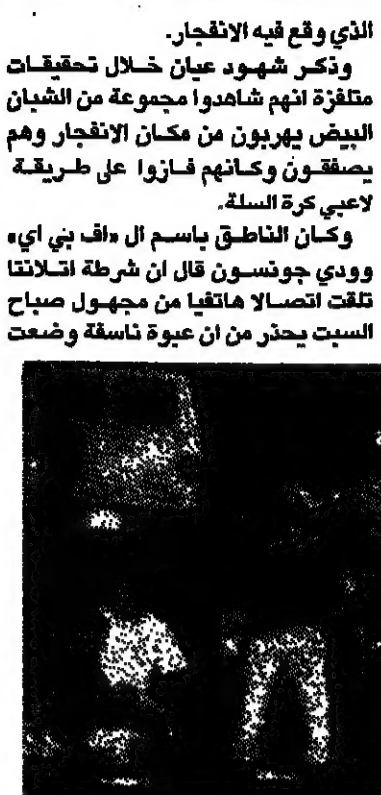 الذي وقع فيه الانفجار.
وذكر شهود عيان خلال تحقيقات
متلفزة انهم شاهدوا مجموعة من الشبان
البيض يهربون من مكان الانفجار وهم
يصفقون وكانهم فازوا على طريقة
لاعبي كرة السلة.
وكان الناطق باسم ال «اف بي اي»
وودي جونسون قال ان شرطة اتلانتا
تلقت اتصالا هاتفيا من مجهول صباح
السبت يحذر من ان عبوة ناسفة وضعت